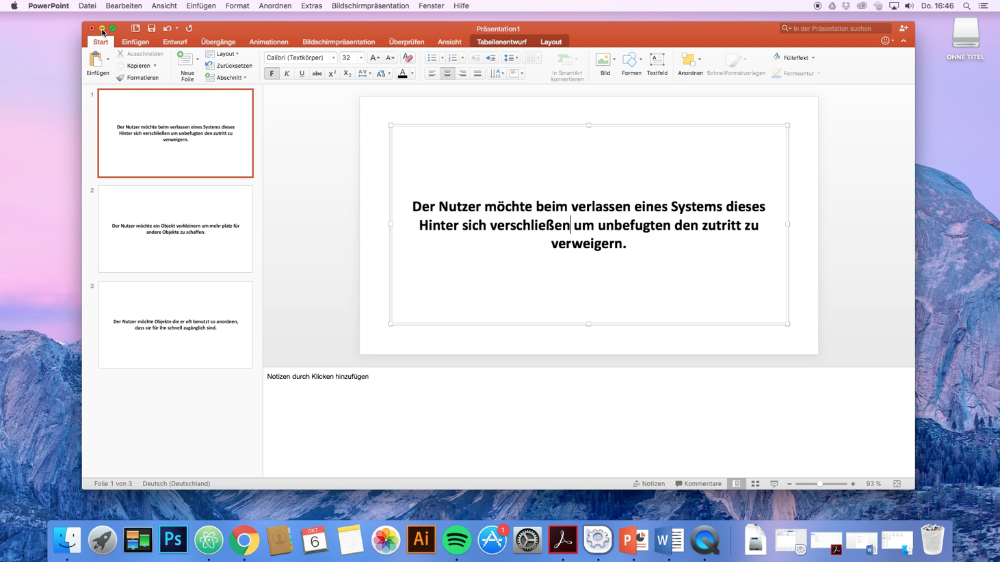 PowerPoint Datei Bearbeiten Ansicht Einfügen Format Anordnen Extras Bildschirmpräsentation Fenster Hilfe Do. 16:46
Präsentation1
In der Präsentation suchen
Start Einfügen Entwurf Übergänge Animationen Bildschirmpräsentation Überprüfen Ansicht Tabellenentwurf Layout
OHNE TITEL
Einfügen
Ausschneiden
Kopieren
Formatieren
Neue
Folie
Layout
Zurücksetzen
Abschnitt
Calibri (Textkörper) 32
F K U abc X² X₂ AV Aa A
In SmartArt
konvertieren
Bild
Formen
Textfeld
Anordnen
Schnellformatvorlagen
Fülleffekt
Formkontur
1
Der Nutzer möchte beim verlassen eines Systems dieses
Hinter sich verschließen um unbefugten den zutritt zu
verweigern.
2
Der Nutzer möchte ein Objekt verkleinern um mehr platz für
andere Objekte zu schaffen.
3
Der Nutzer möchte Objekte die er oft benutzt so anordnen,
dass sie für ihn schnell zugänglich sind.
Der Nutzer möchte beim verlassen eines Systems dieses
Hinter sich verschließen um unbefugten den zutritt zu
verweigern.
Notizen durch Klicken hinzufügen
Folie 1 von 3 Deutsch (Deutschland) Notizen Kommentare 93 %
Ps
OKT
6
Ai
1
P
W